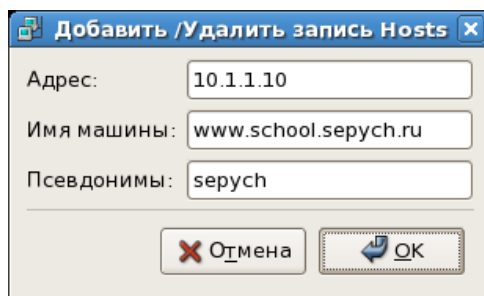 Добавить /Удалить запись Hosts
Адрес: 10.1.1.10
Имя машины: www.school.sepych.ru
Псевдонимы: sepych
Отмена OK